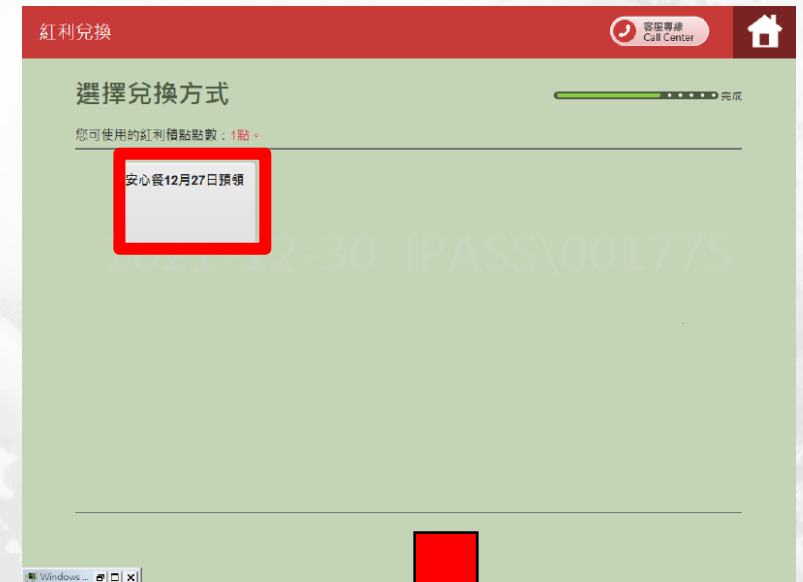 紅利兌換
客服專線
Call Center
選擇兌換方式
完成
您可使用的紅利積點點數：1點。
安心餐12月27日預領
2021-12-30 IPASS\001775
Windows ...